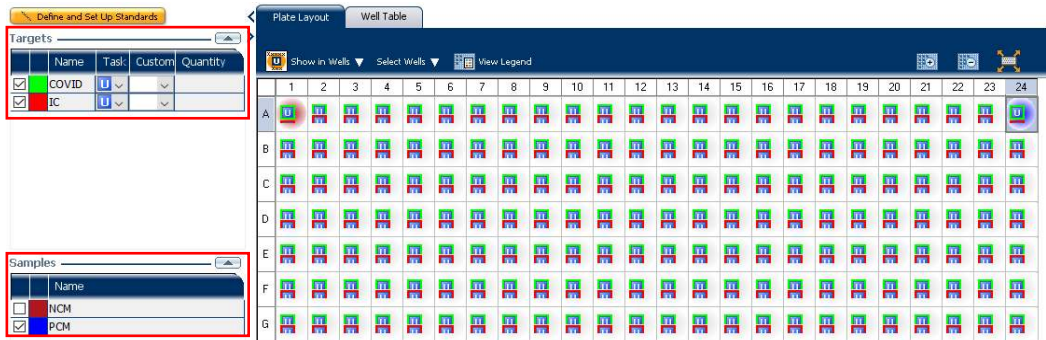 Define and Set Up Standards
Targets
Name Task Custom Quantity
COVID U
IC U
Samples
Name
NCM
PCM
Plate Layout Well Table
U Show in Wells ▼ Select Wells ▼ View Legend
1 2 3 4 5 6 7 8 9 10 11 12 13 14 15 16 17 18 19 20 21 22 23 24
A U U U U U U U U U U U U U U U U U U U U U U U U
B U U U U U U U U U U U U U U U U U U U U U U U U
C U U U U U U U U U U U U U U U U U U U U U U U U
D U U U U U U U U U U U U U U U U U U U U U U U U
E U U U U U U U U U U U U U U U U U U U U U U U U
F U U U U U U U U U U U U U U U U U U U U U U U U
G U U U U U U U U U U U U U U U U U U U U U U U U